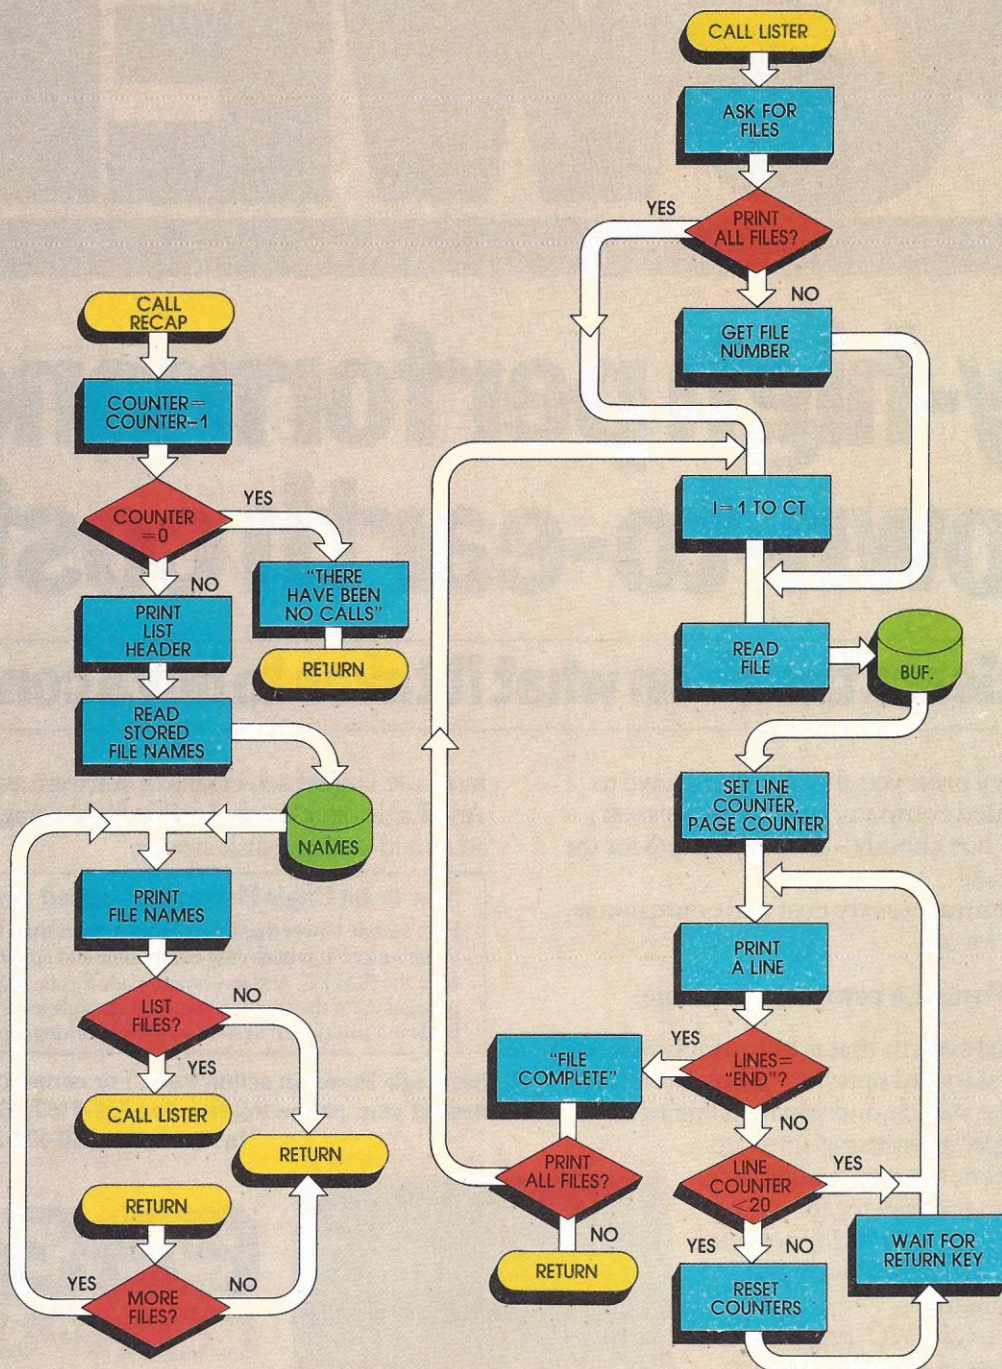 CALL LISTER
ASK FOR
FILES
YES
PRINT
ALL FILES?
NO
GET FILE
NUMBER
I=1 TO CT
READ
FILE
BUF.
SET LINE
COUNTER,
PAGE COUNTER
PRINT
A LINE
YES
LINES=
"END"?
"FILE
COMPLETE"
NO
PRINT
ALL FILES?
NO
RETURN
LINE
COUNTER
<20
YES
YES
NO
RESET
COUNTERS
WAIT FOR
RETURN KEY
CALL
RECAP
COUNTER=
COUNTER–1
COUNTER
=0
YES
"THERE
HAVE BEEN
NO CALLS"
RETURN
NO
PRINT
LIST
HEADER
READ
STORED
FILE NAMES
NAMES
PRINT
FILE NAMES
LIST
FILES?
NO
YES
CALL LISTER
RETURN
RETURN
YES
MORE
FILES?
NO